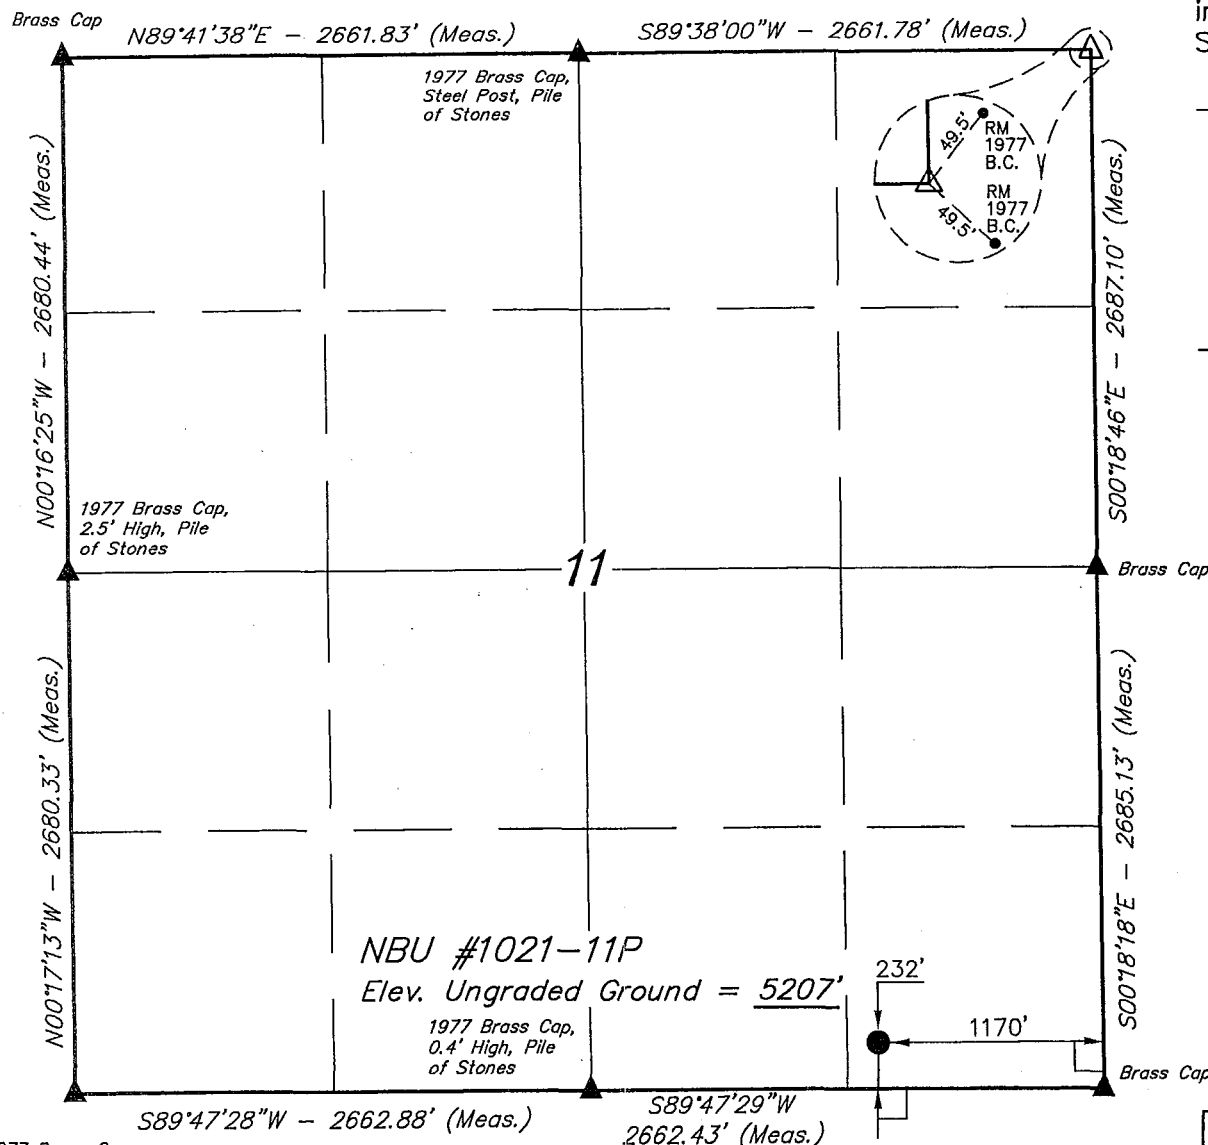 Brass Cap
N89°41'38"E - 2661.83' (Meas.)
S89°38'00"W - 2661.78' (Meas.)
in
S
1977 Brass Cap,
Steel Post, Pile
of Stones
49.5'
RM
1977
B.C.
RM
1977
B.C.
49.5'
N00°16'25"W - 2680.44' (Meas.)
S00°18'46"E - 2687.10' (Meas.)
1977 Brass Cap,
2.5' High, Pile
of Stones
11
Brass Cap
N00°17'13"W - 2680.33' (Meas.)
S00°18'18"E - 2685.13' (Meas.)
NBU #1021-11P
Elev. Ungraded Ground = 5207'
232'
1170'
1977 Brass Cap,
0.4' High, Pile
of Stones
Brass Cap
S89°47'28"W - 2662.88' (Meas.)
S89°47'29"W
2662.43' (Meas.)